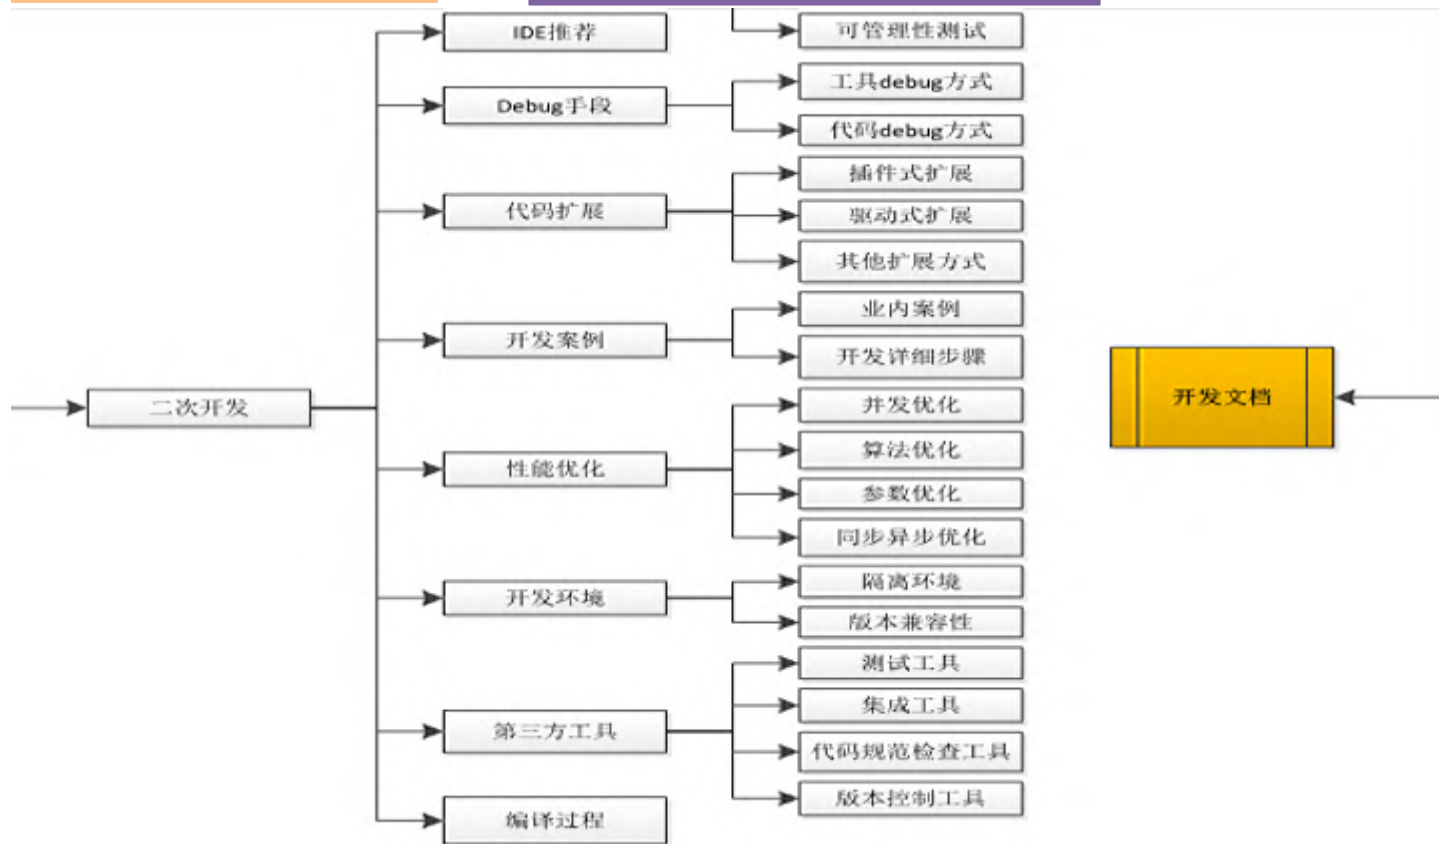 IDE推荐
可管理性测试
Debug手段
工具debug方式
代码debug方式
代码扩展
插件式扩展
驱动式扩展
其他扩展方式
开发案例
业内案例
开发详细步骤
二次开发
性能优化
并发优化
算法优化
参数优化
同步异步优化
开发环境
隔离环境
版本兼容性
第三方工具
测试工具
集成工具
代码规范检查工具
版本控制工具
编译过程
开发文档